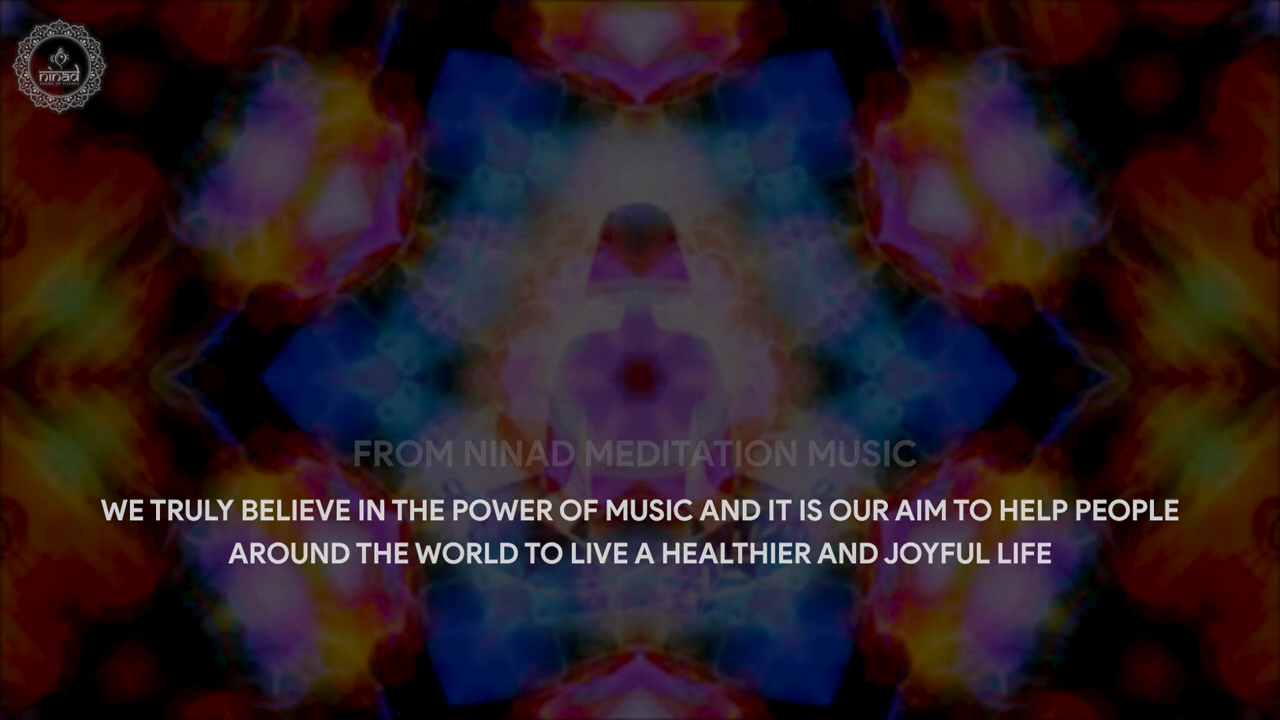 ninad
FROM NINAD MEDITATION MUSIC
WE TRULY BELIEVE IN THE POWER OF MUSIC AND IT IS OUR AIM TO HELP PEOPLE
AROUND THE WORLD TO LIVE A HEALTHIER AND JOYFUL LIFE